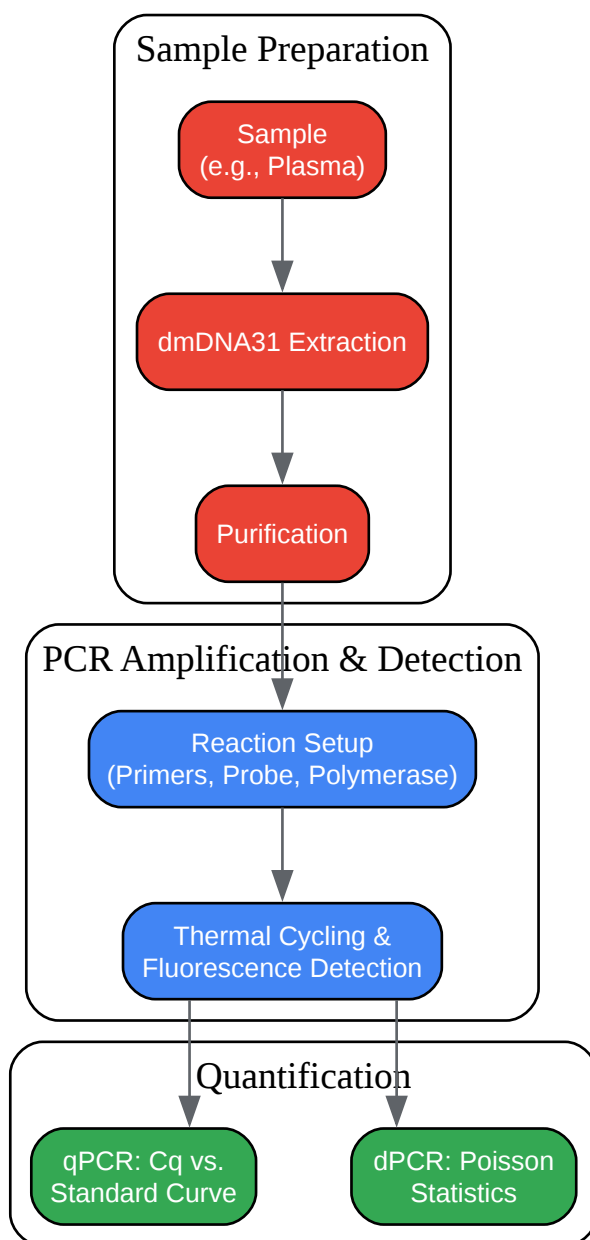 Sample Preparation
Sample
(e.g., Plasma)
dmDNA31 Extraction
Purification
PCR Amplification & Detection
Reaction Setup
(Primers, Probe, Polymerase)
Thermal Cycling &
Fluorescence Detection
Quantification
qPCR: Cq vs.
Standard Curve
dPCR: Poisson
Statistics